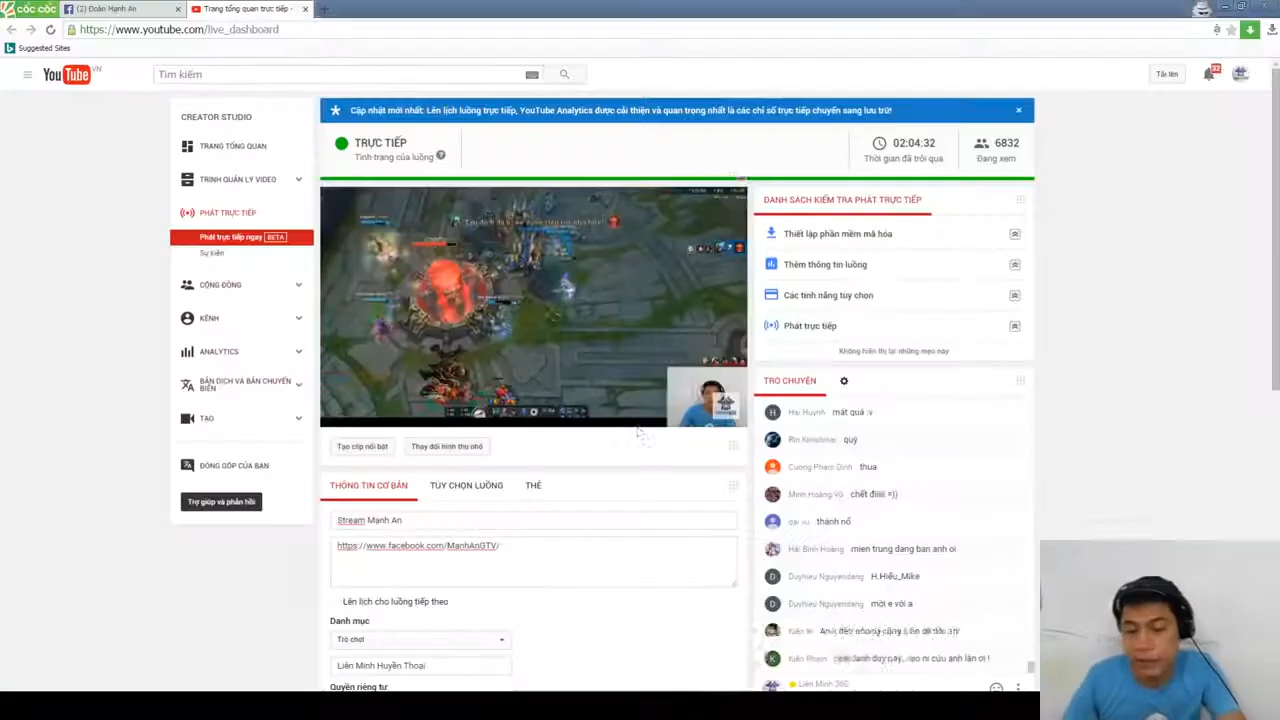 cốc cốc
(2) Đoàn Mạnh An
Trang tổng quan trực tiếp -
https://www.youtube.com/live_dashboard
Suggested Sites
YouTube VN
Tìm kiếm
Tải lên
32
CREATOR STUDIO
TRANG TỔNG QUAN
TRÌNH QUẢN LÝ VIDEO
PHÁT TRỰC TIẾP
Phát trực tiếp ngay BETA
Sự kiện
CỘNG ĐỒNG
KÊNH
ANALYTICS
BẢN DỊCH VÀ BẢN CHUYỂN
BIÊN
TẠO
ĐÓNG GÓP CỦA BẠN
Trợ giúp và phản hồi
Cập nhật mới nhất: Lên lịch luồng trực tiếp, YouTube Analytics được cải thiện và quan trọng nhất là các chỉ số trực tiếp chuyển sang lưu trữ!
TRỰC TIẾP
Tình trạng của luồng
02:04:32
Thời gian đã trôi qua
6832
Đang xem
Tạo clip nổi bật
Thay đổi hình thu nhỏ
THÔNG TIN CƠ BẢN
TÙY CHỌN LUỒNG
THẺ
Stream Mạnh An
https://www.facebook.com/ManhAnGTV/
Lên lịch cho luồng tiếp theo
Danh mục
Trò chơi
Liên Minh Huyền Thoại
Quyền riêng tư
DANH SÁCH KIỂM TRA PHÁT TRỰC TIẾP
Thiết lập phần mềm mã hóa
Thêm thông tin luồng
Các tính năng tùy chọn
Phát trực tiếp
Không hiển thị lại những mẹo này
TRÒ CHUYỆN
Hai Huynh mát quá :v
quỳ
Cuong Pham Dinh thua
Minh Hoàng Vũ chết điiiii =))
dai vu thánh nổ
Hải Bình Hoàng mien trung dang bán anh oi
Duyhieu Nguyendang H.Hiếu_Mike
Duyhieu Nguyendang mời e với.a
Kiên Pham
Liên Minh 360